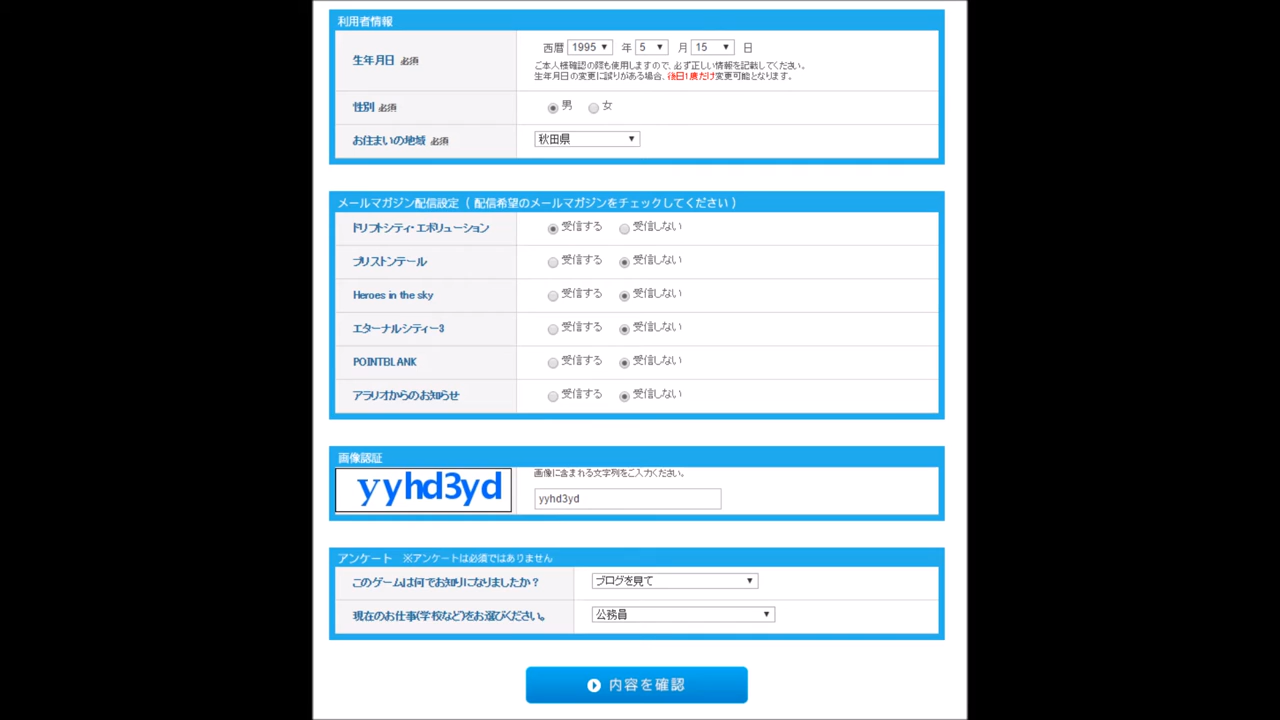 利用者情報
生年月日 必須
西暦 1995 年 5 月 15 日
ご本人様確認の際も使用しますので、必ず正しい情報を記載してください。
生年月日の変更に誤りがある場合、後日1度だけ変更可能となります。
性別 必須
男 女
お住まいの地域 必須
秋田県
メールマガジン配信設定（ 配信希望のメールマガジンをチェックしてください ）
ドリフトシティ・エボリューション 受信する 受信しない
プリストンテール 受信する 受信しない
Heroes in the sky 受信する 受信しない
エターナルシティー3 受信する 受信しない
POINTBLANK 受信する 受信しない
アラリオからのお知らせ 受信する 受信しない
画像認証
yyhd3yd
画像に含まれる文字列をご入力ください。
yyhd3yd
アンケート ※アンケートは必須ではありません
このゲームは何でお知りになりましたか？ ブログを見て
現在のお仕事(学校など)をお選びください。 公務員
内容を確認